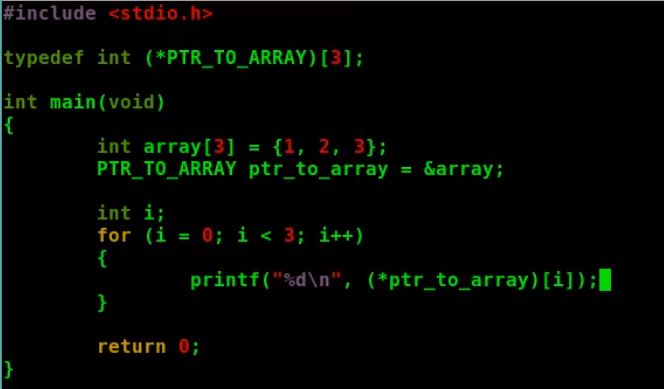 #include <stdio.h>
typedef int (*PTR_TO_ARRAY)[3];
int main(void)
{
int array[3] = {1, 2, 3};
PTR_TO_ARRAY ptr_to_array = &array;
int i;
for (i = 0; i < 3; i++)
{
printf("%d\n", (*ptr_to_array)[i]);
}
return 0;
}